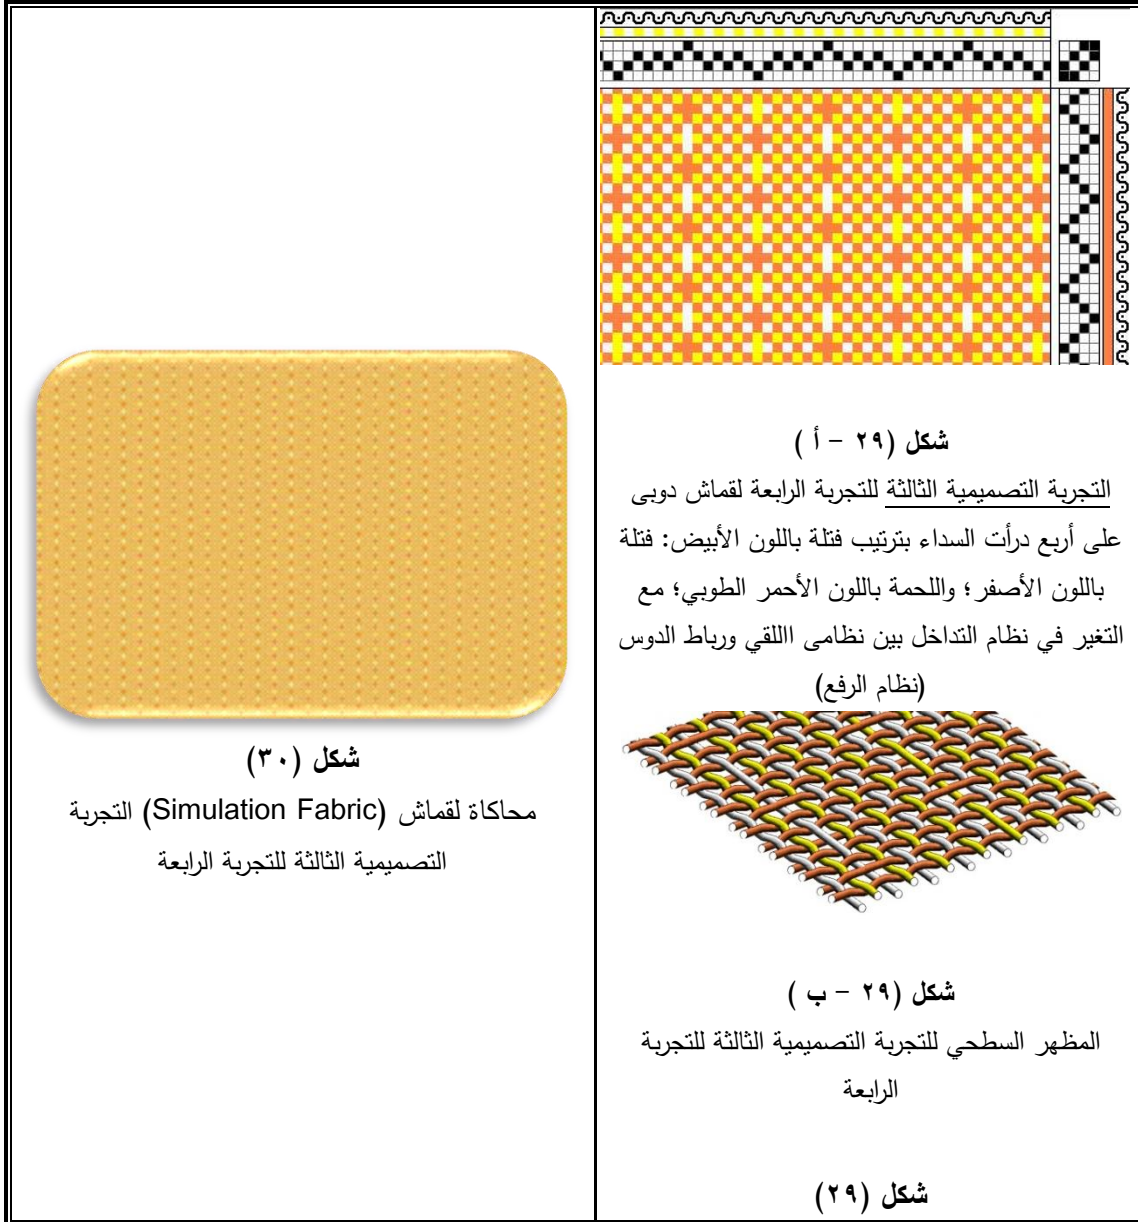 شكل (٢٩ - أ )
التجربة التصميمية الثالثة للتجربة الرابعة لقماش دوبى
على أربع درأت السداء بترتيب فتلة باللون الأبيض: فتلة
باللون الأصفر؛ واللحمة باللون الأحمر الطوبي؛ مع
التغير في نظام التداخل بين نظامى االلقي ورباط الدوس
(نظام الرفع)
شكل (٢٩ - ب )
المظهر السطحي للتجربة التصميمية الثالثة للتجربة
الرابعة
شكل (٢٩)
شكل (٣٠)
محاكاة لقماش (Simulation Fabric) التجربة
التصميمية الثالثة للتجربة الرابعة